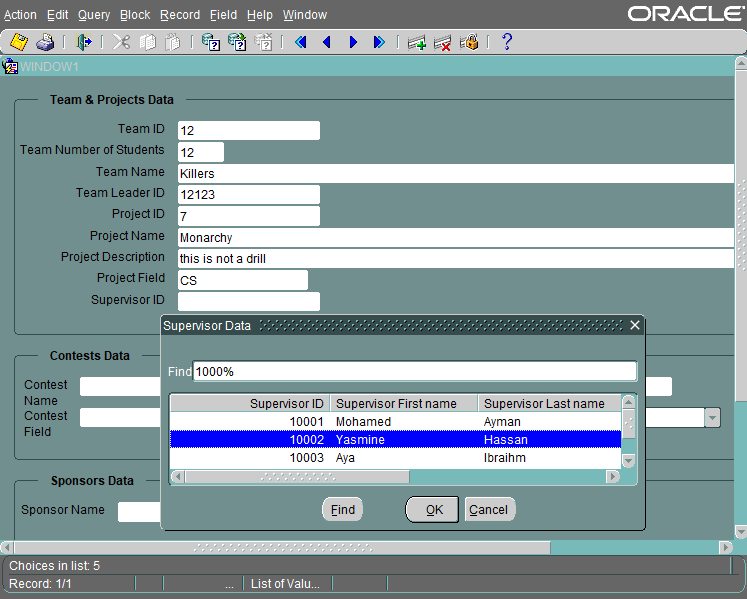 Action Edit Query Block Record Field Help Window
ORACLE
WINDOW1
Team & Projects Data
Team ID 12
Team Number of Students 12
Team Name Killers
Team Leader ID 12123
Project ID 7
Project Name Monarchy
Project Description this is not a drill
Project Field CS
Supervisor ID
Supervisor Data
Find 1000%
Supervisor ID Supervisor First name Supervisor Last name
10001 Mohamed Ayman
10002 Yasmine Hassan
10003 Aya Ibraihm
Find OK Cancel
Contests Data
Contest
Name
Contest
Field
Sponsors Data
Sponsor Name
Choices in list: 5
Record: 1/1 ... List of Valu...